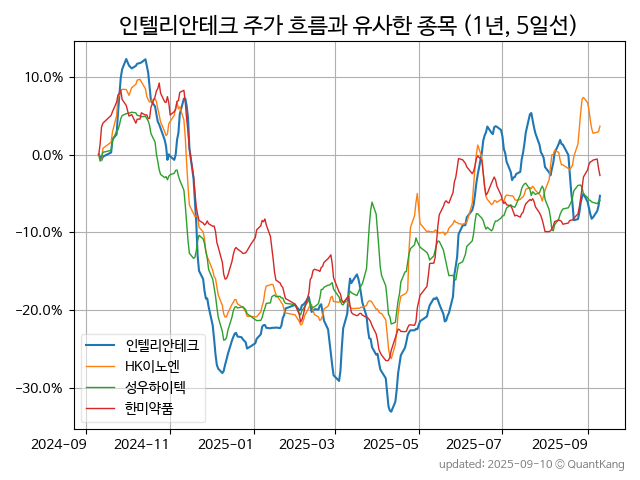 인텔리안테크 주가 흐름과 유사한 종목 (1년, 5일선)
10.0%
0.0%
−10.0%
−20.0%
−30.0%
인텔리안테크
HK이노엔
성우하이텍
한미약품
2024-09
2024-11
2025-01
2025-03
2025-05
2025-07
2025-09
updated: 2025-09-10 © QuantKang